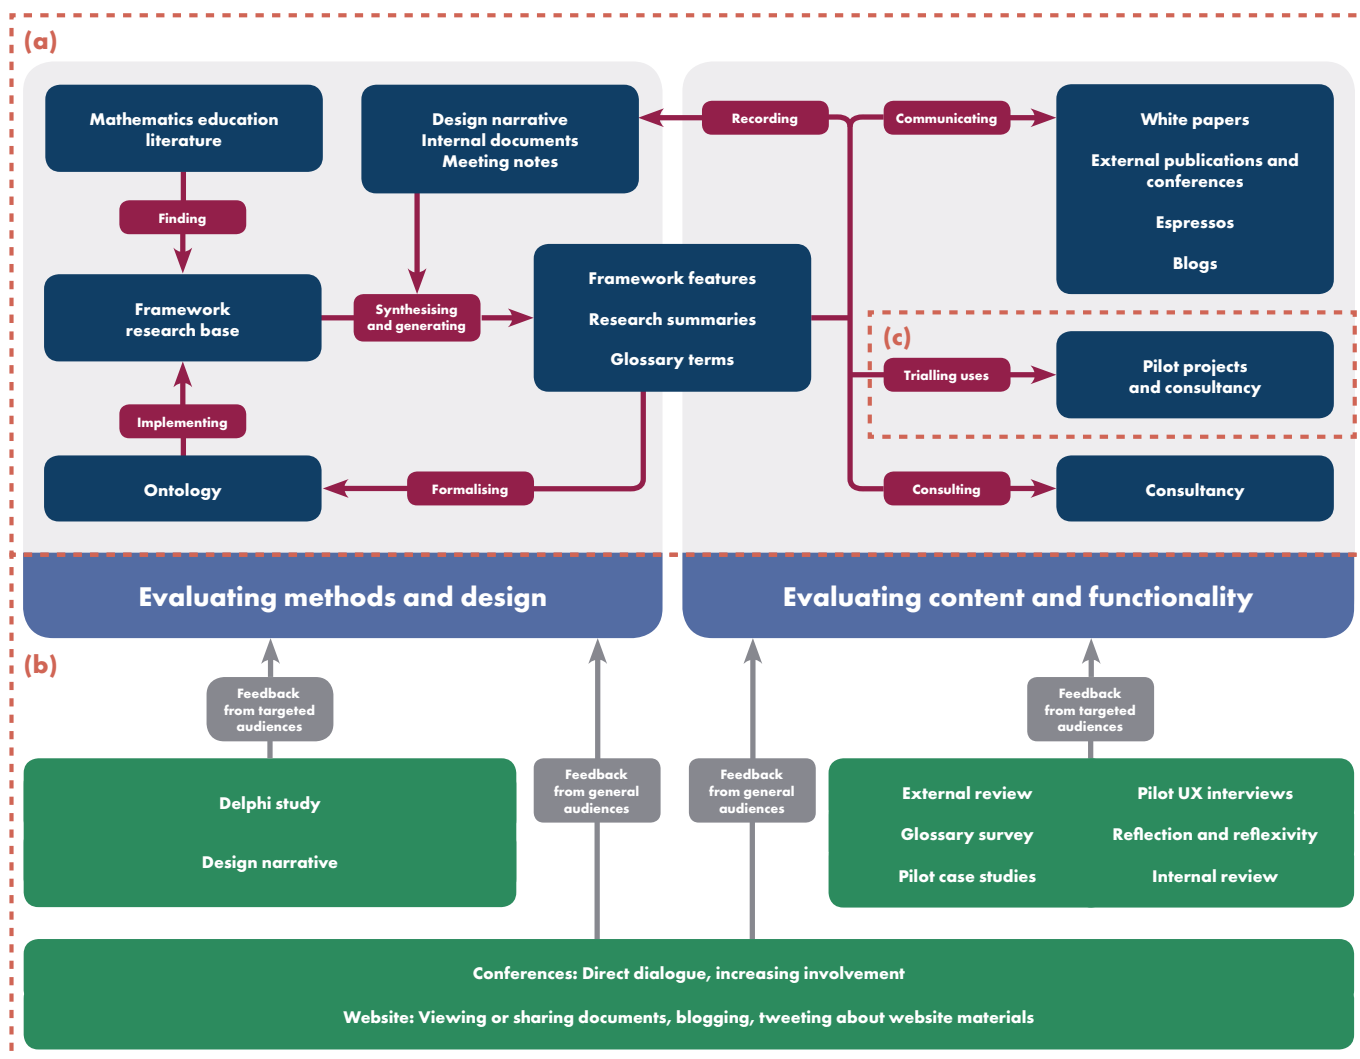 (a)
Mathematics education
literature
Design narrative
Internal documents
Meeting notes
Recording
Communicating
White papers
External publications and
conferences
Espressos
Blogs
Finding
Framework
research base
Synthesising
and generating
Framework features
Research summaries
Glossary terms
(c)
Trialling uses
Pilot projects
and consultancy
Implementing
Ontology
Formalising
Consulting
Consultancy
Evaluating methods and design
Evaluating content and functionality
(b)
Feedback
from targeted
audiences
Feedback
from targeted
audiences
Delphi study
Design narrative
Feedback
from general
audiences
Feedback
from general
audiences
External review
Glossary survey
Pilot case studies
Pilot UX interviews
Reflection and reflexivity
Internal review
Conferences: Direct dialogue, increasing involvement
Website: Viewing or sharing documents, blogging, tweeting about website materials